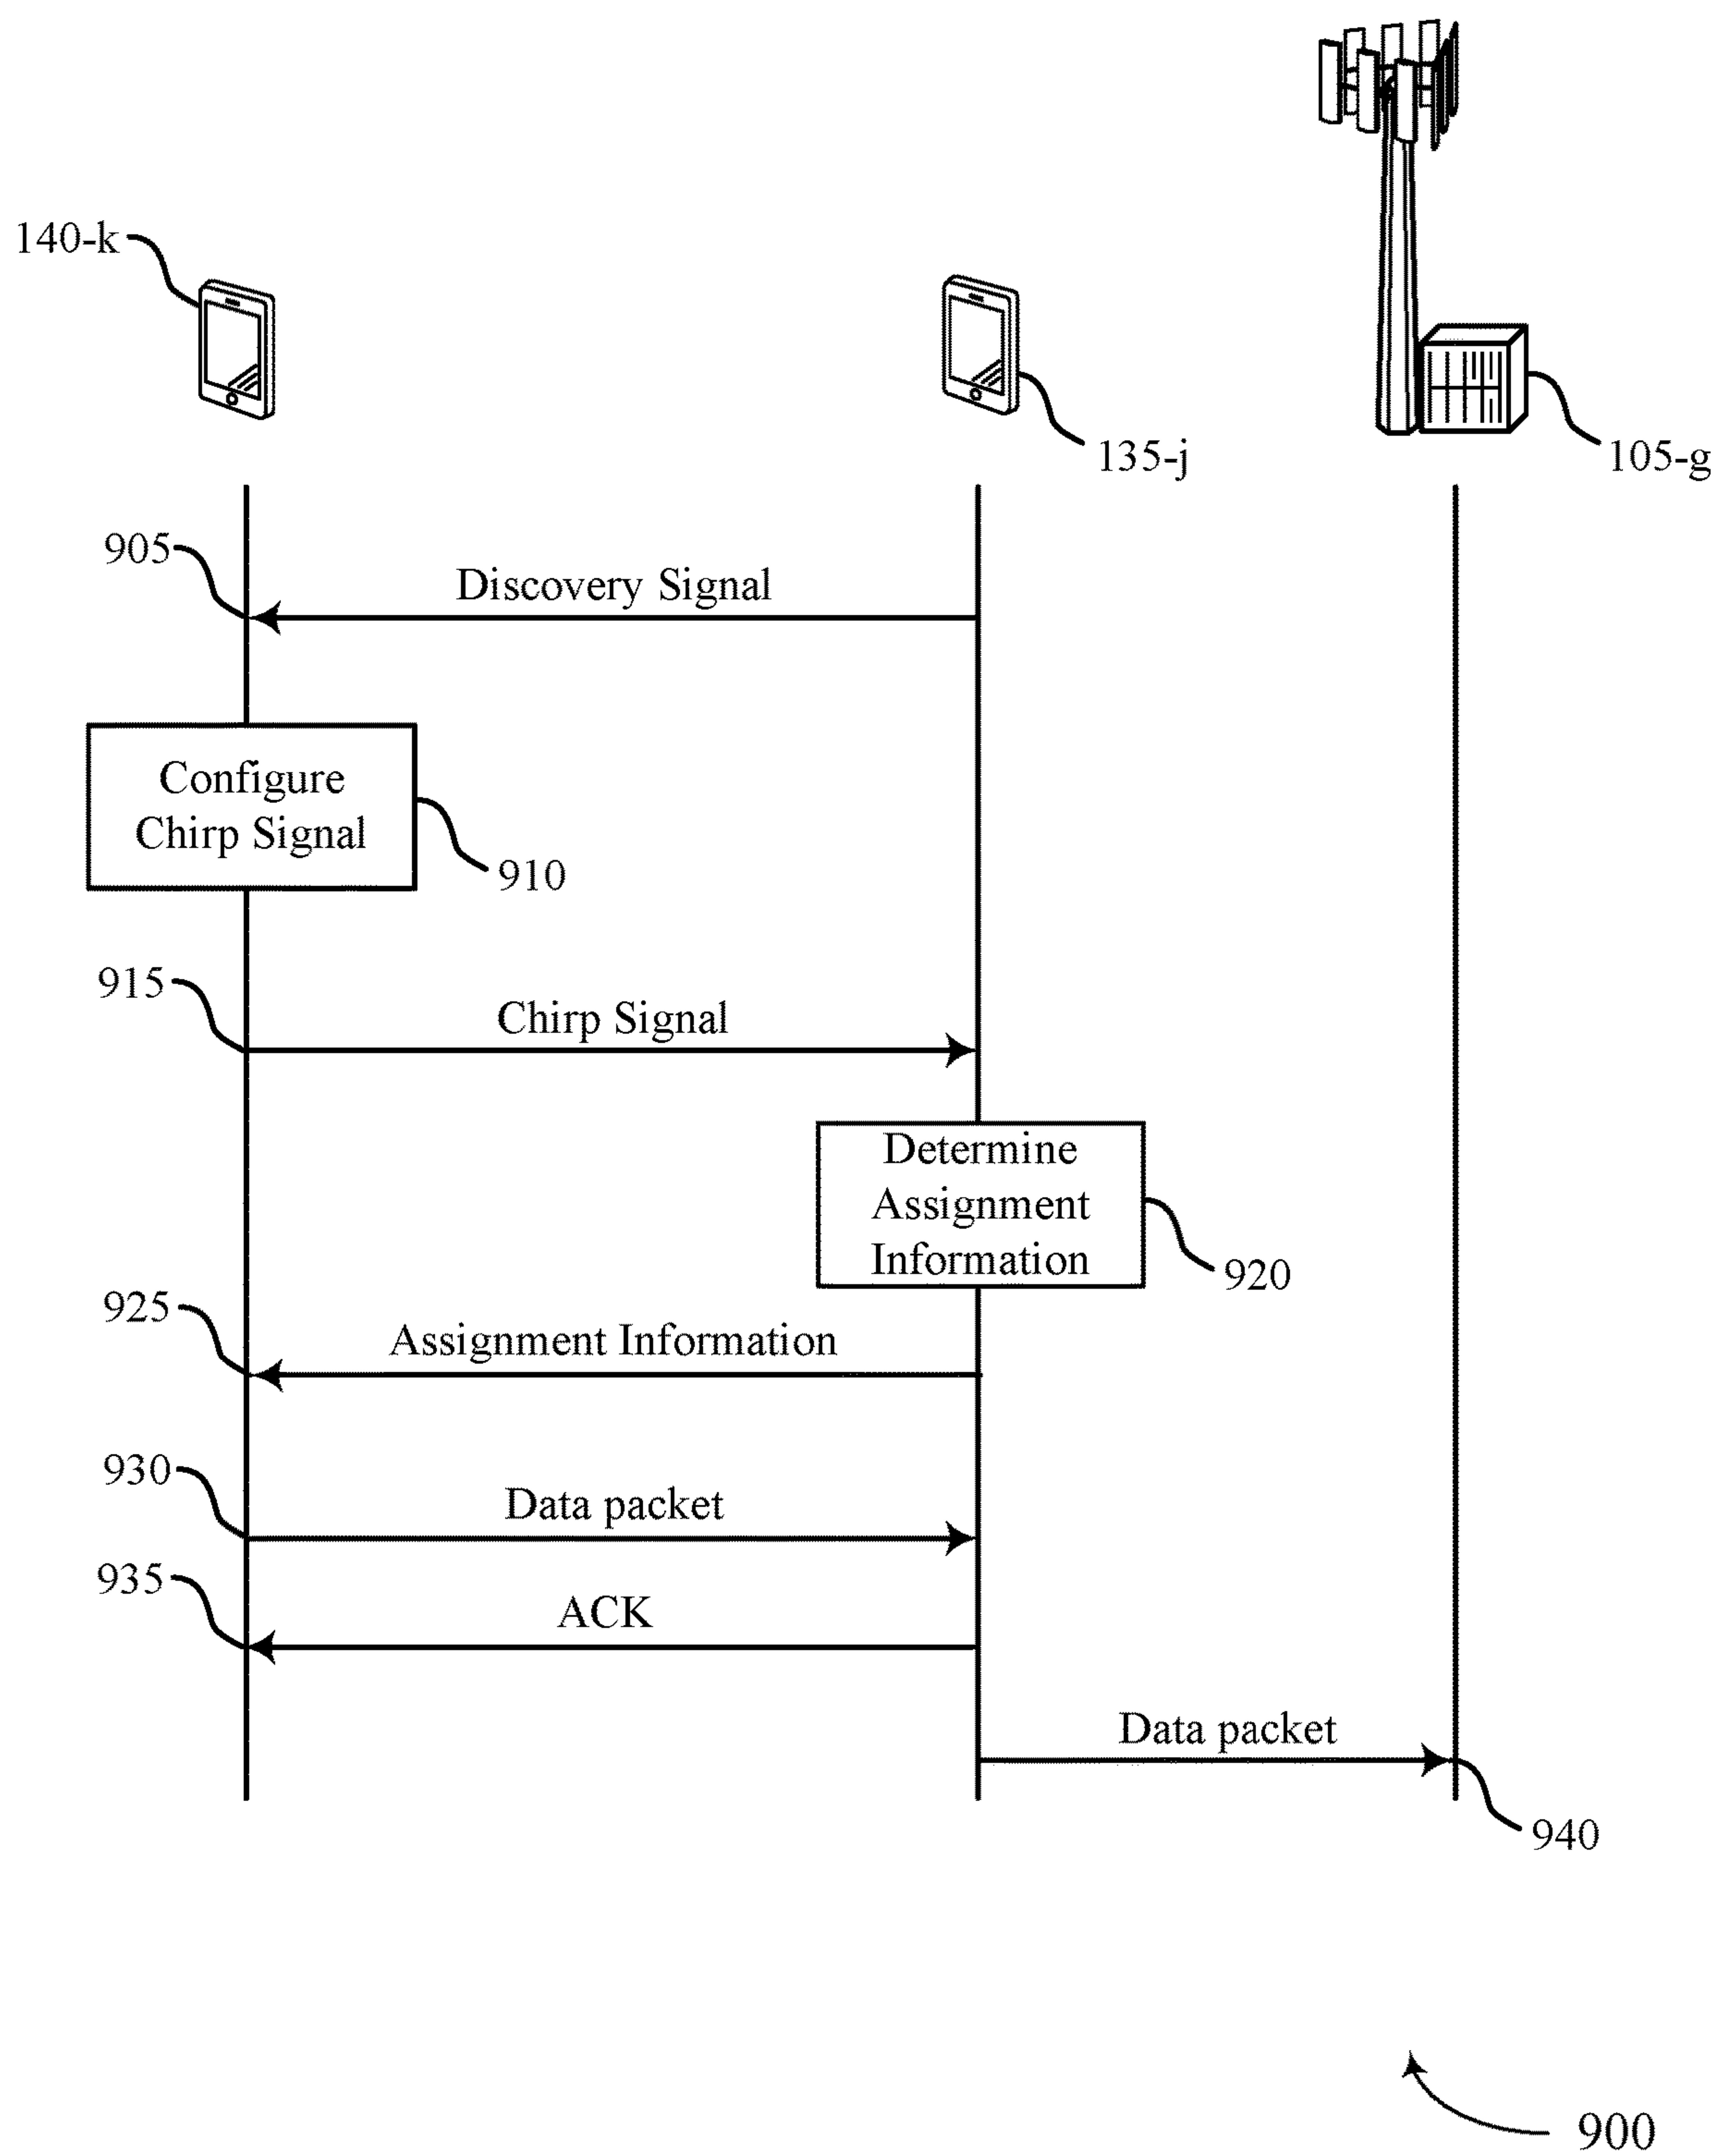 140-k
135-j
105-g
905
Discovery Signal
Configure
Chirp Signal
910
915
Chirp Signal
Determine
Assignment
Information
920
925
Assignment Information
930
Data packet
935
ACK
Data packet
940
900